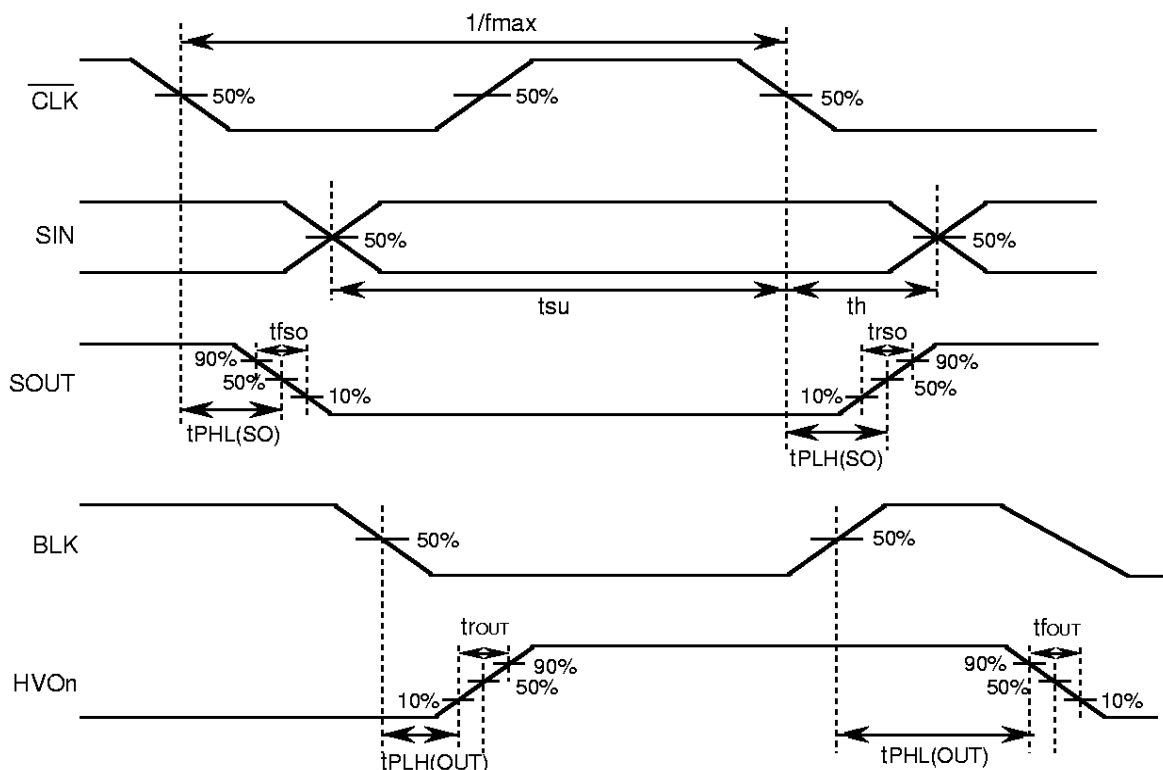 1/fmax
CLK
50%
50%
50%
SIN
50%
50%
tsu
th
tfso
trso
SOUT
90%
50%
10%
10%
50%
90%
tPHL(SO)
tPLH(SO)
BLK
50%
50%
trOUT
tfOUT
HVOn
10%
50%
90%
90%
50%
10%
tPLH(OUT)
tPHL(OUT)